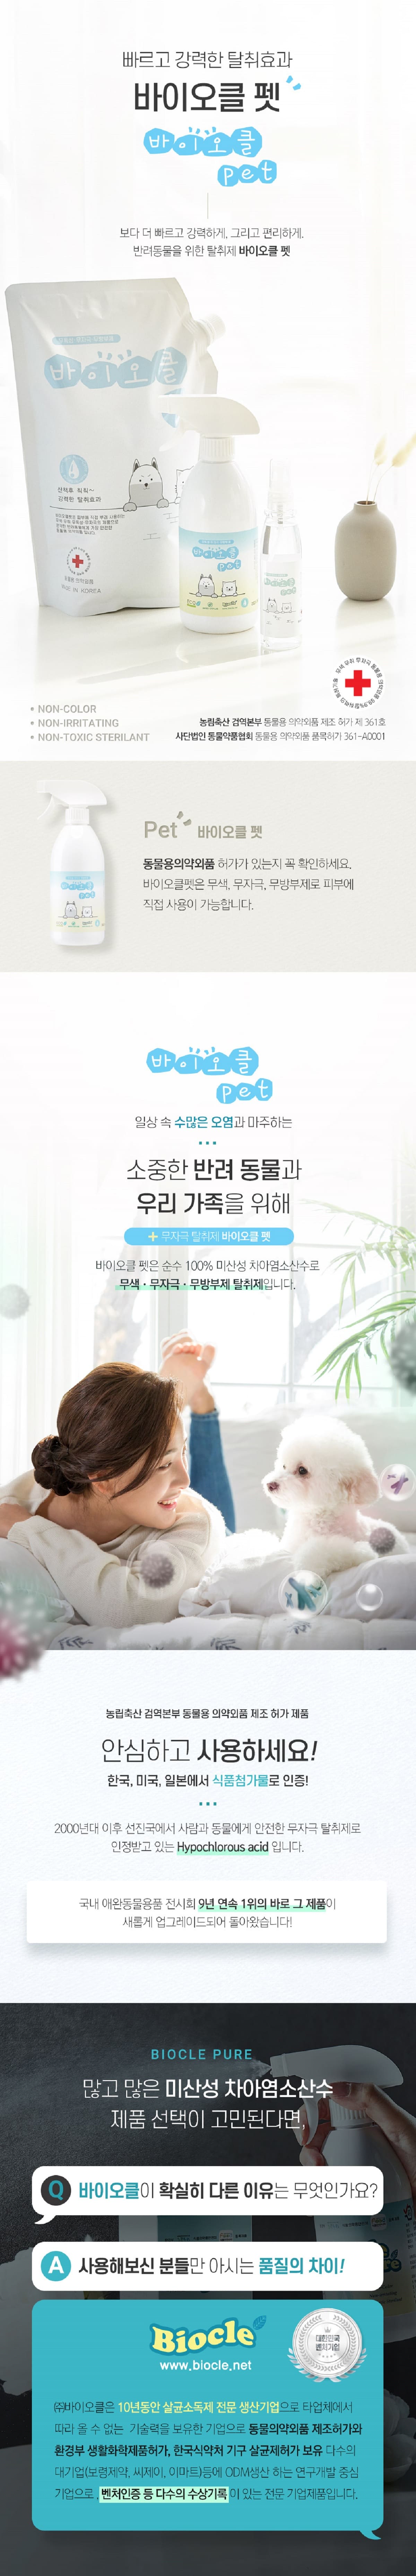 빠르고 강력한 탈취효과
바이오클 펫
바이오클
pet
보다 더 빠르고 강력하게, 그리고 편리하게.
반려동물을 위한 탈취제 바이오클 펫
바이오클
강력한 탈취효과
MADE IN KOREA
바이오클
pet
• NON-COLOR
• NON-IRRITATING
• NON-TOXIC STERILANT
농림축산 검역본부 동물용 의약외품 제조 허가 제 361호
사단법인 동물약품협회 동물용 의약외품 품목허가 361-A0001
Pet 바이오클 펫
동물용의약외품 허가가 있는지 꼭 확인하세요.
바이오클펫은 무색, 무자극, 무방부제로 피부에
직접 사용이 가능합니다.
바이오클
pet
일상 속 수많은 오염과 마주하는
소중한 반려 동물과
우리 가족을 위해
+ 무자극 탈취제 바이오클 펫
바이오클 펫은 순수 100% 미산성 차아염소산수로
무색 · 무자극 · 무방부제 탈취제입니다.
농림축산 검역본부 동물용 의약외품 제조 허가 제품
안심하고 사용하세요!
한국, 미국, 일본에서 식품첨가물로 인증!
2000년대 이후 선진국에서 사람과 동물에게 안전한 무자극 탈취제로
인정받고 있는 Hypochlorous acid 입니다.
국내 애완동물용품 전시회 9년 연속 1위의 바로 그 제품이
새롭게 업그레이드되어 돌아왔습니다!
BIOCLE PURE
많고 많은 미산성 차아염소산수
제품 선택이 고민된다면,
Q 바이오클이 확실히 다른 이유는 무엇인가요?
A 사용해보신 분들만 아시는 품질의 차이!
Biocle
www.biocle.net
대한민국
벤처기업
㈜바이오클은 10년동안 살균소독제 전문 생산기업으로 타업체에서
따라 올 수 없는 기술력을 보유한 기업으로 동물의약외품 제조허가와
환경부 생활화학제품허가, 한국식약처 기구 살균제허가 보유 다수의
대기업(보령제약, 씨제이, 이마트)등에 ODM생산 하는 연구개발 중심
기업으로, 벤처인증 등 다수의 수상기록이 있는 전문 기업제품입니다.